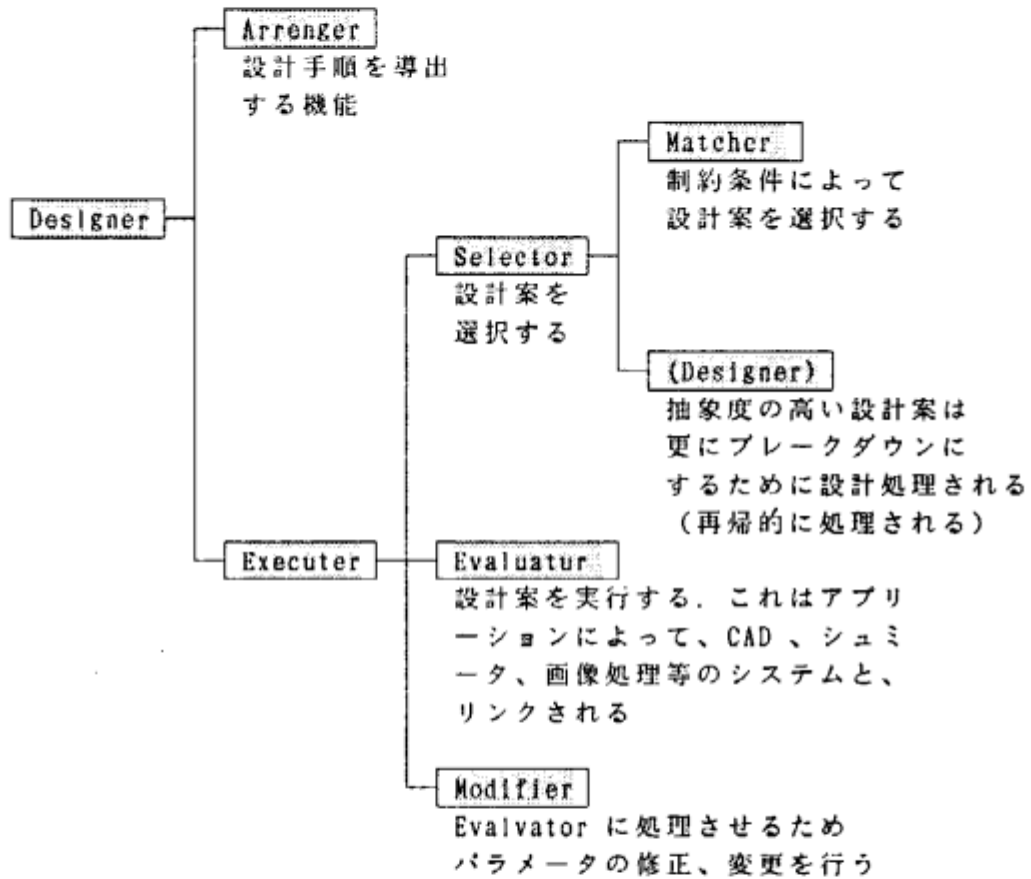 Arrenger
設計手順を導出
する機能
Matcher
制約条件によって
設計案を選択する
Designer
Selector
設計案を
選択する
(Designer)
抽象度の高い設計案は
更にブレークダウンに
するために設計処理される
(再帰的に処理される)
Executer
Evaluatur
設計案を実行する. これはアプリ
ーションによって、CAD 、シュミ
ータ、画像処理等のシステムと、
リンクされる
Modifier
Evalvator に処理させるため
パラメータの修正、変更を行う